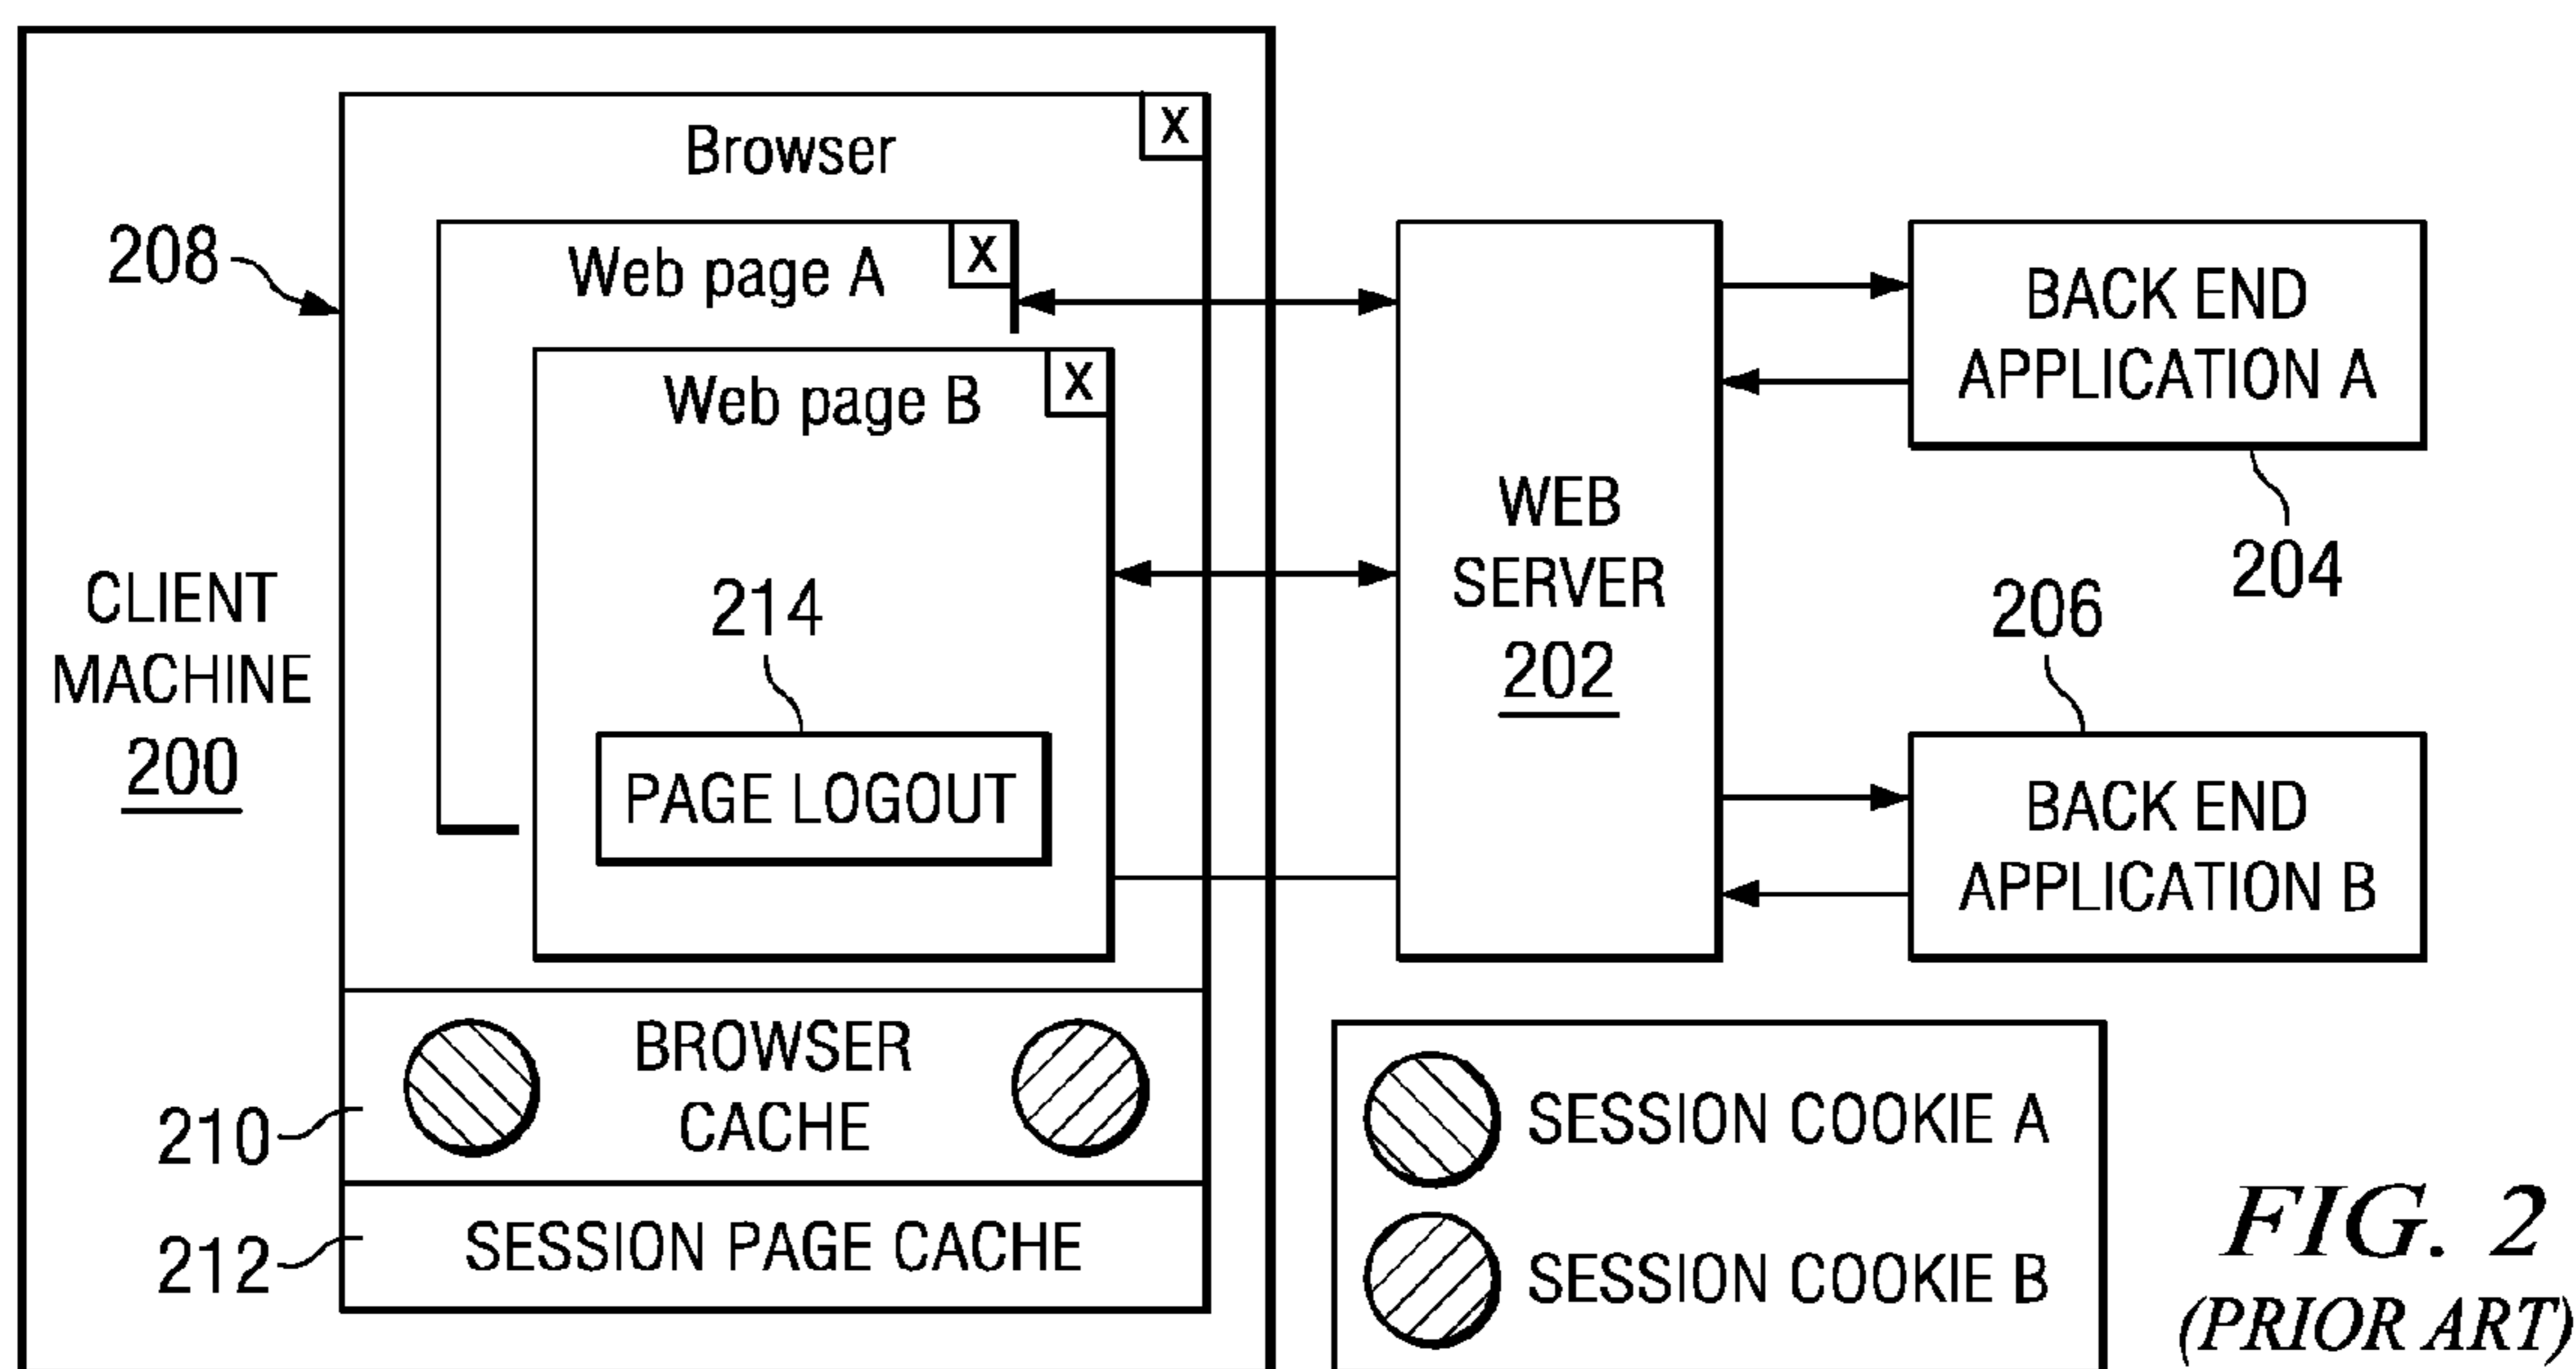 Browser
X
Web page A
X
Web page B
X
208
CLIENT
MACHINE
200
214
PAGE LOGOUT
BROWSER
CACHE
210
SESSION PAGE CACHE
212
WEB
SERVER
202
BACK END
APPLICATION A
204
206
BACK END
APPLICATION B
SESSION COOKIE A
SESSION COOKIE B
FIG. 2
(PRIOR ART)